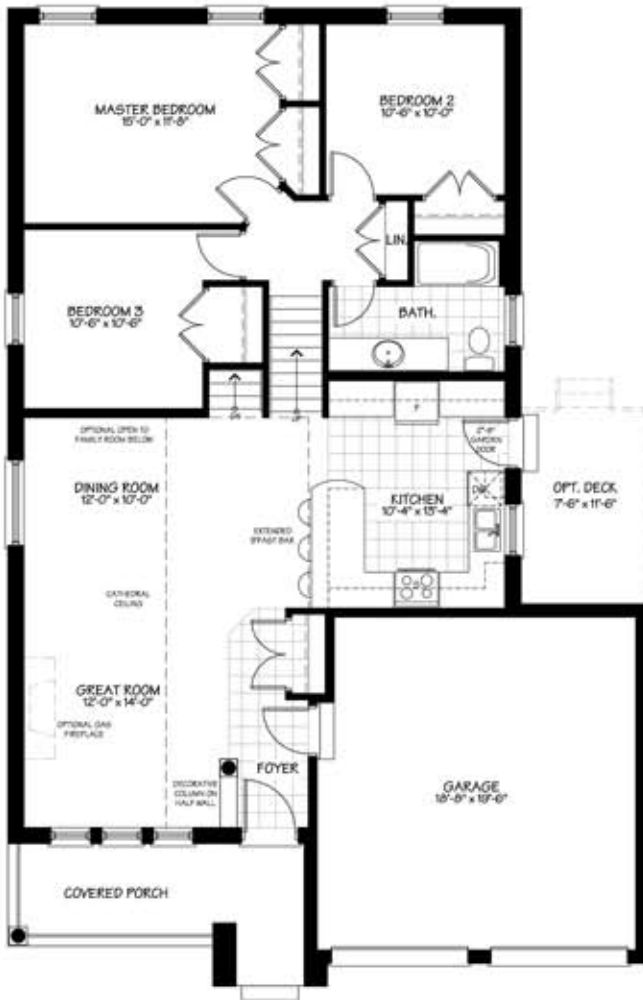 MASTER BEDROOM
15'-0" x 11'-8"
BEDROOM 2
10'-6" x 10'-0"
LIN.
BEDROOM 3
10'-6" x 10'-6"
BATH.
OPTIONAL OPEN TO
FAMILY ROOM BELOW
F
2'-8"
GARDEN
DOOR
DINING ROOM
12'-0" x 10'-0"
KITCHEN
10'-4" x 13'-4"
OPT. DECK
7'-6" x 11'-6"
EXTENDED
B'FAST BAR
CATHEDRAL
CEILING
GREAT ROOM
12'-0" x 14'-0"
OPTIONAL GAS
FIREPLACE
FOYER
DECORATIVE
COLUMN ON
HALF WALL
GARAGE
18'-8" x 19'-6"
COVERED PORCH